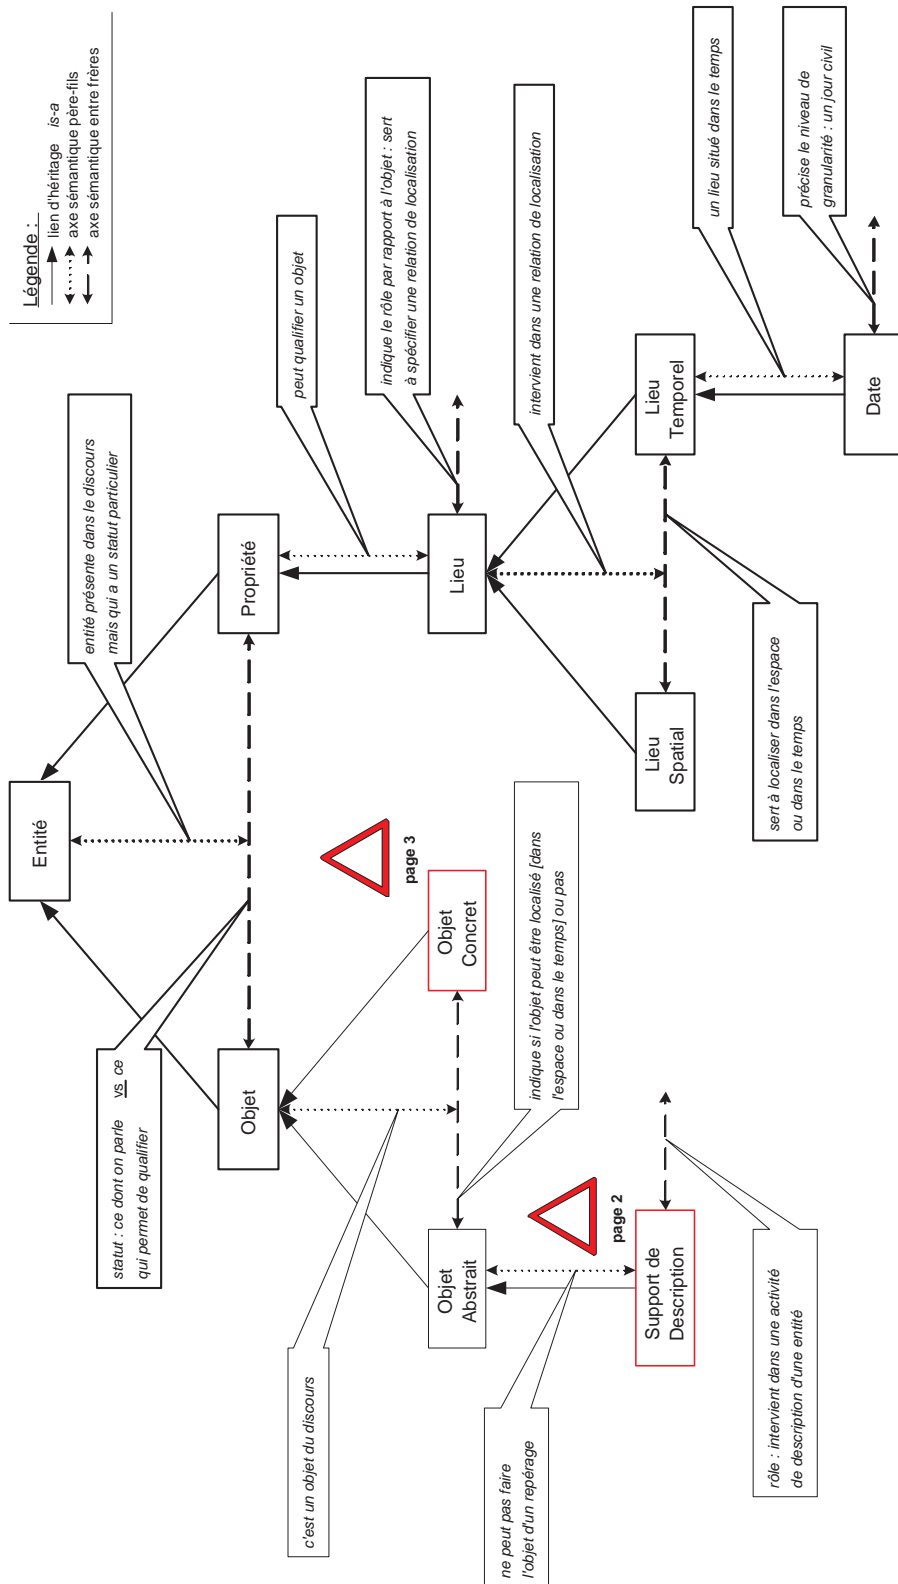 Légende :
lien d'héritage is-a
axe sémantique père-fils
axe sémantique entre frères
Entité
entité présente dans le discours
mais qui a un statut particulier
statut : ce dont on parle vs ce
qui permet de qualifier
Objet
Propriété
peut qualifier un objet
c'est un objet du discours
page 3
indique le rôle par rapport à l'objet : sert
à spécifier une relation de localisation
Objet
Abstrait
Objet
Concret
Lieu
indique si l'objet peut être localisé [dans
l'espace ou dans le temps] ou pas
intervient dans une relation de localisation
ne peut pas faire
l'objet d'un repérage
page 2
Support de
Description
Lieu
Spatial
Lieu
Temporel
un lieu situé dans le temps
rôle : intervient dans une activité
de description d'une entité
sert à localiser dans l'espace
ou dans le temps
précise le niveau de
granularité : un jour civil
Date